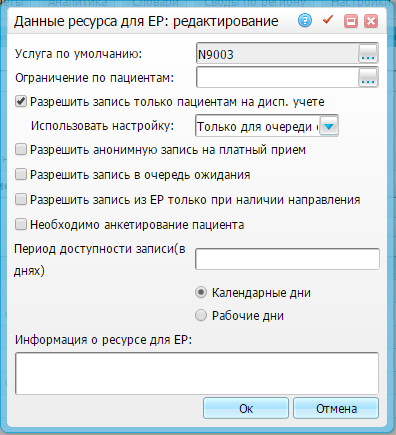 Данные ресурса для ЕР: редактирование
Услуга по умолчанию: N9003 ...
Ограничение по пациентам: ...
Разрешить запись только пациентам на дисп. учете
Использовать настройку: Только для очереди
Разрешить анонимную запись на платный прием
Разрешить запись в очередь ожидания
Разрешить запись из ЕР только при наличии направления
Необходимо анкетирование пациента
Период доступности записи(в
днях)
Календарные дни
Рабочие дни
Информация о ресурсе для ЕР:
Ок Отмена